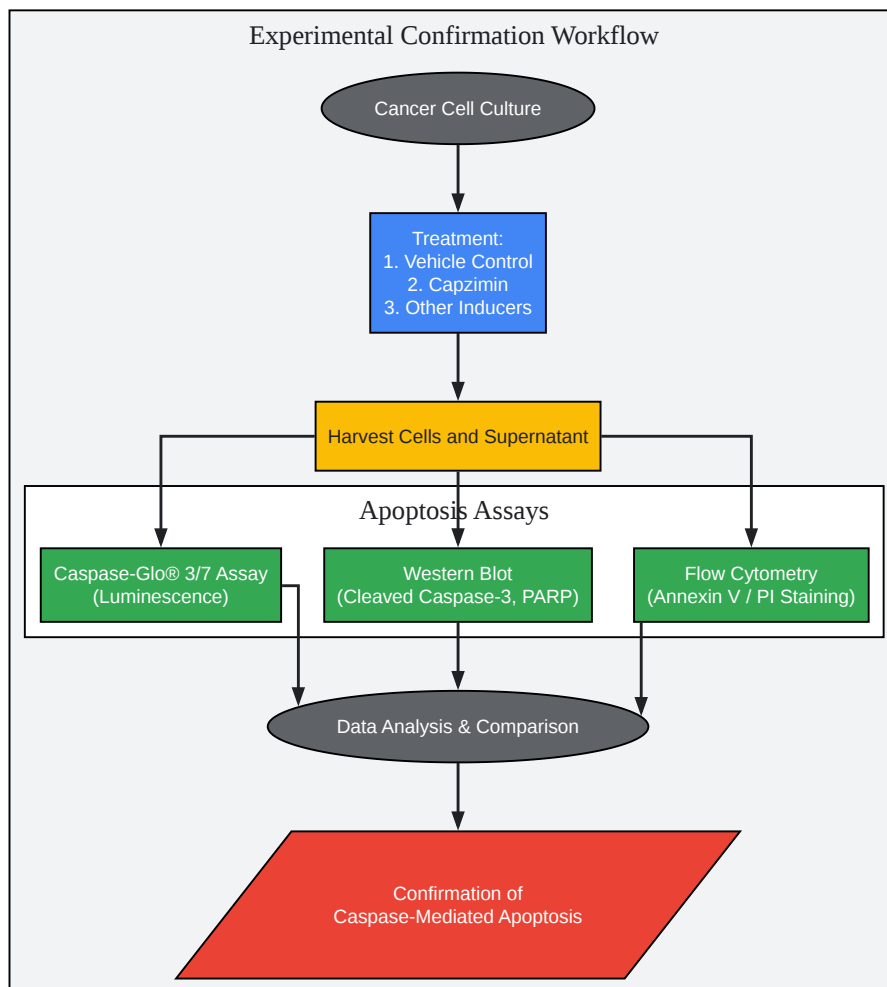 Experimental Confirmation Workflow
Cancer Cell Culture
Treatment:
1. Vehicle Control
2. Capzimin
3. Other Inducers
Harvest Cells and Supernatant
Apoptosis Assays
Caspase-Glo® 3/7 Assay
(Luminescence)
Western Blot
(Cleaved Caspase-3, PARP)
Flow Cytometry
(Annexin V / PI Staining)
Data Analysis & Comparison
Confirmation of
Caspase-Mediated Apoptosis